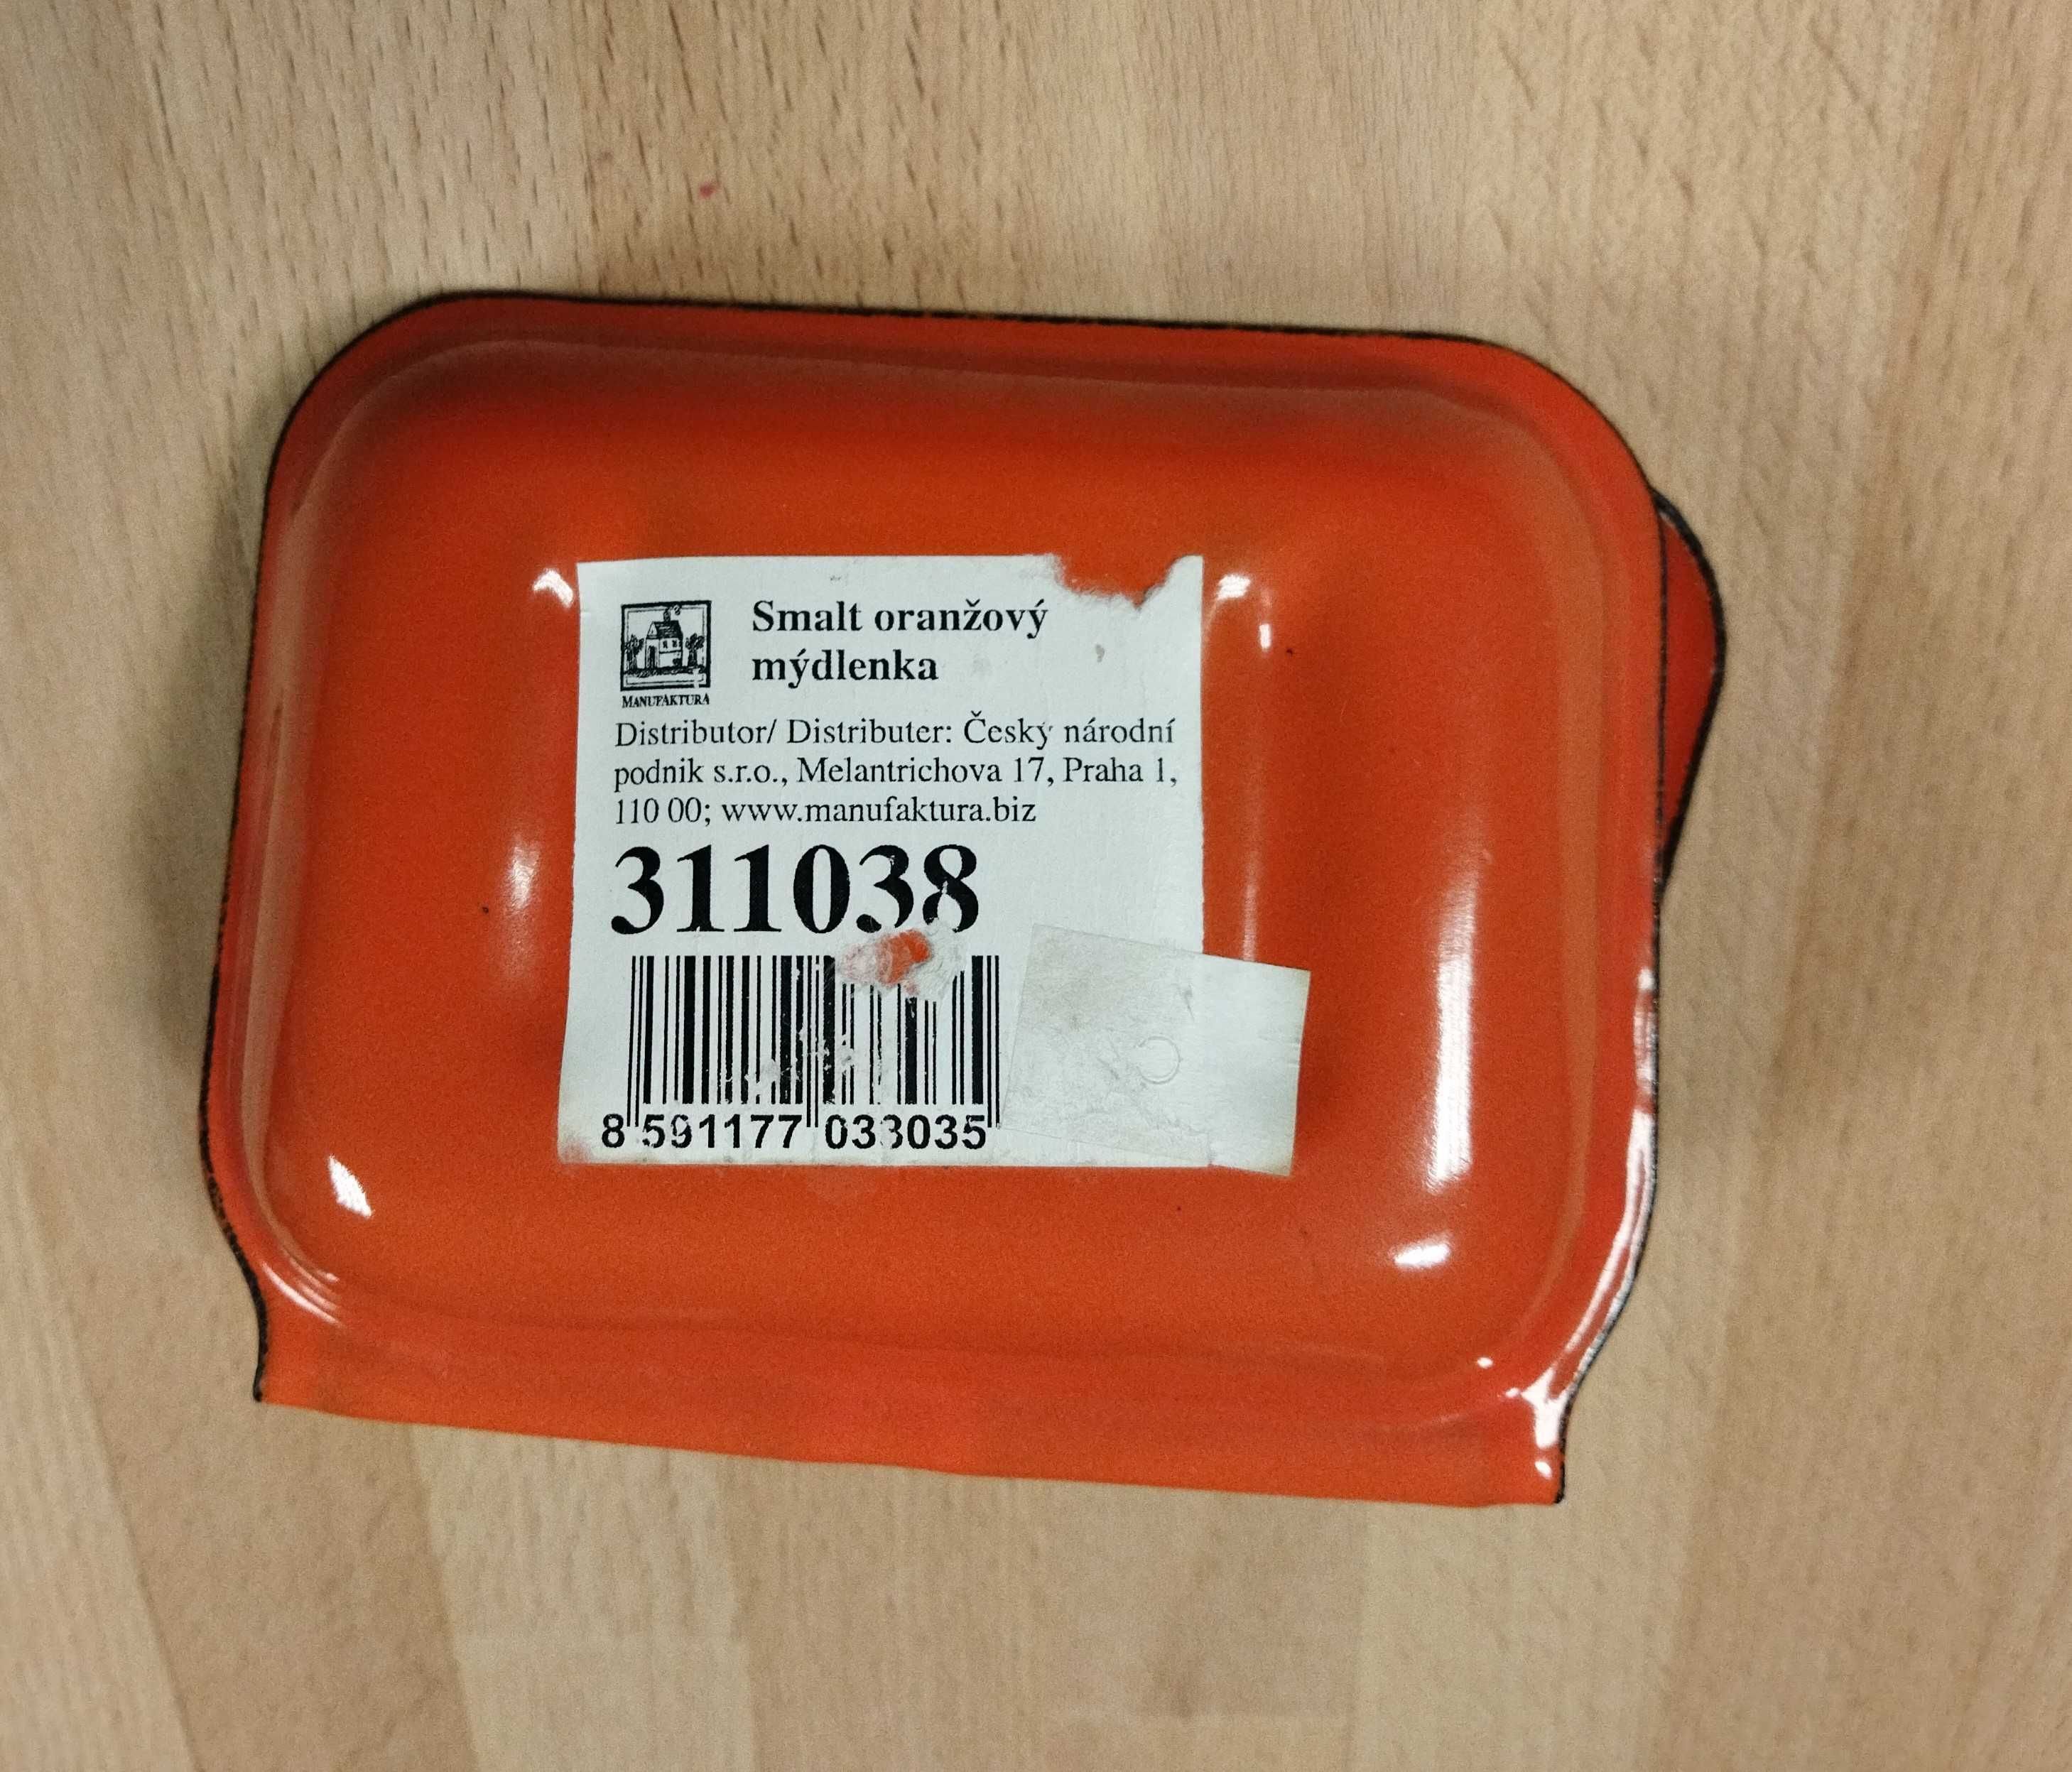 Smalt oranžový
mýdlenka
MANUFAKTURA
Distributor/ Distributer: Český národní
podnik s.r.o., Melantrichova 17, Praha 1,
110 00; www.manufaktura.biz
311038
8 591177 033035